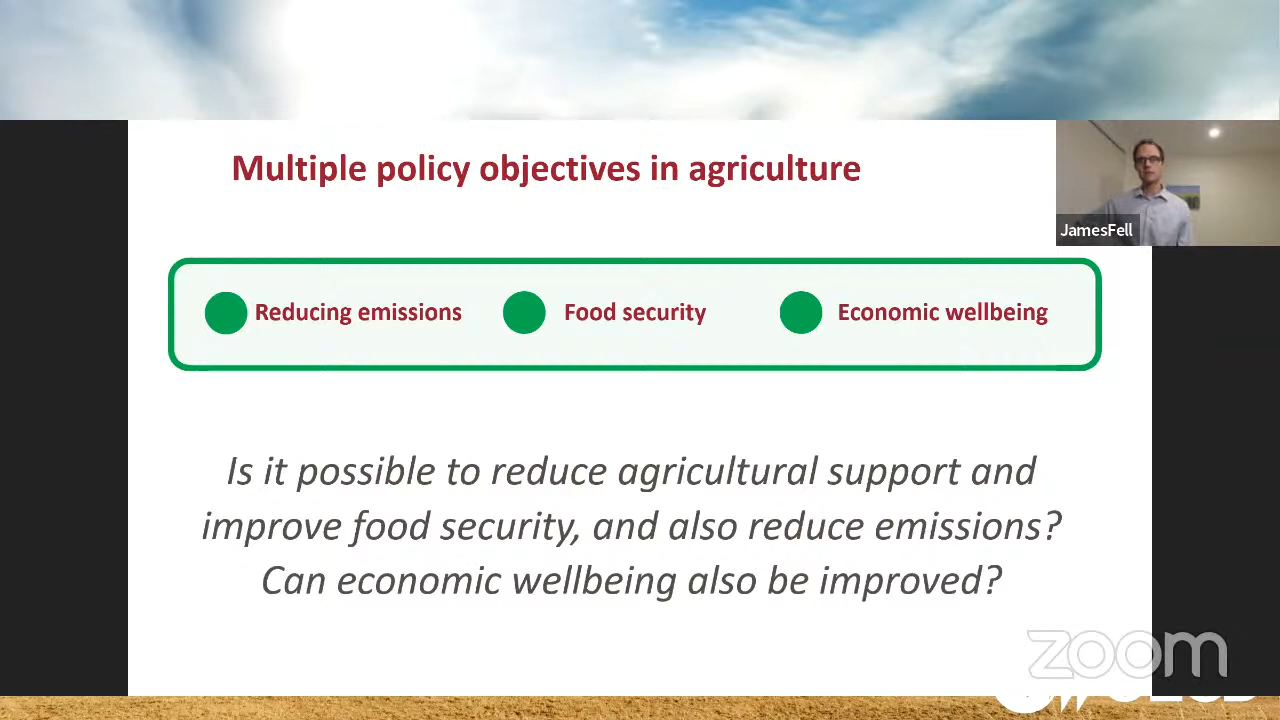 Multiple policy objectives in agriculture
JamesFell
Reducing emissions
Food security
Economic wellbeing
Is it possible to reduce agricultural support and
improve food security, and also reduce emissions?
Can economic wellbeing also be improved?
zoom